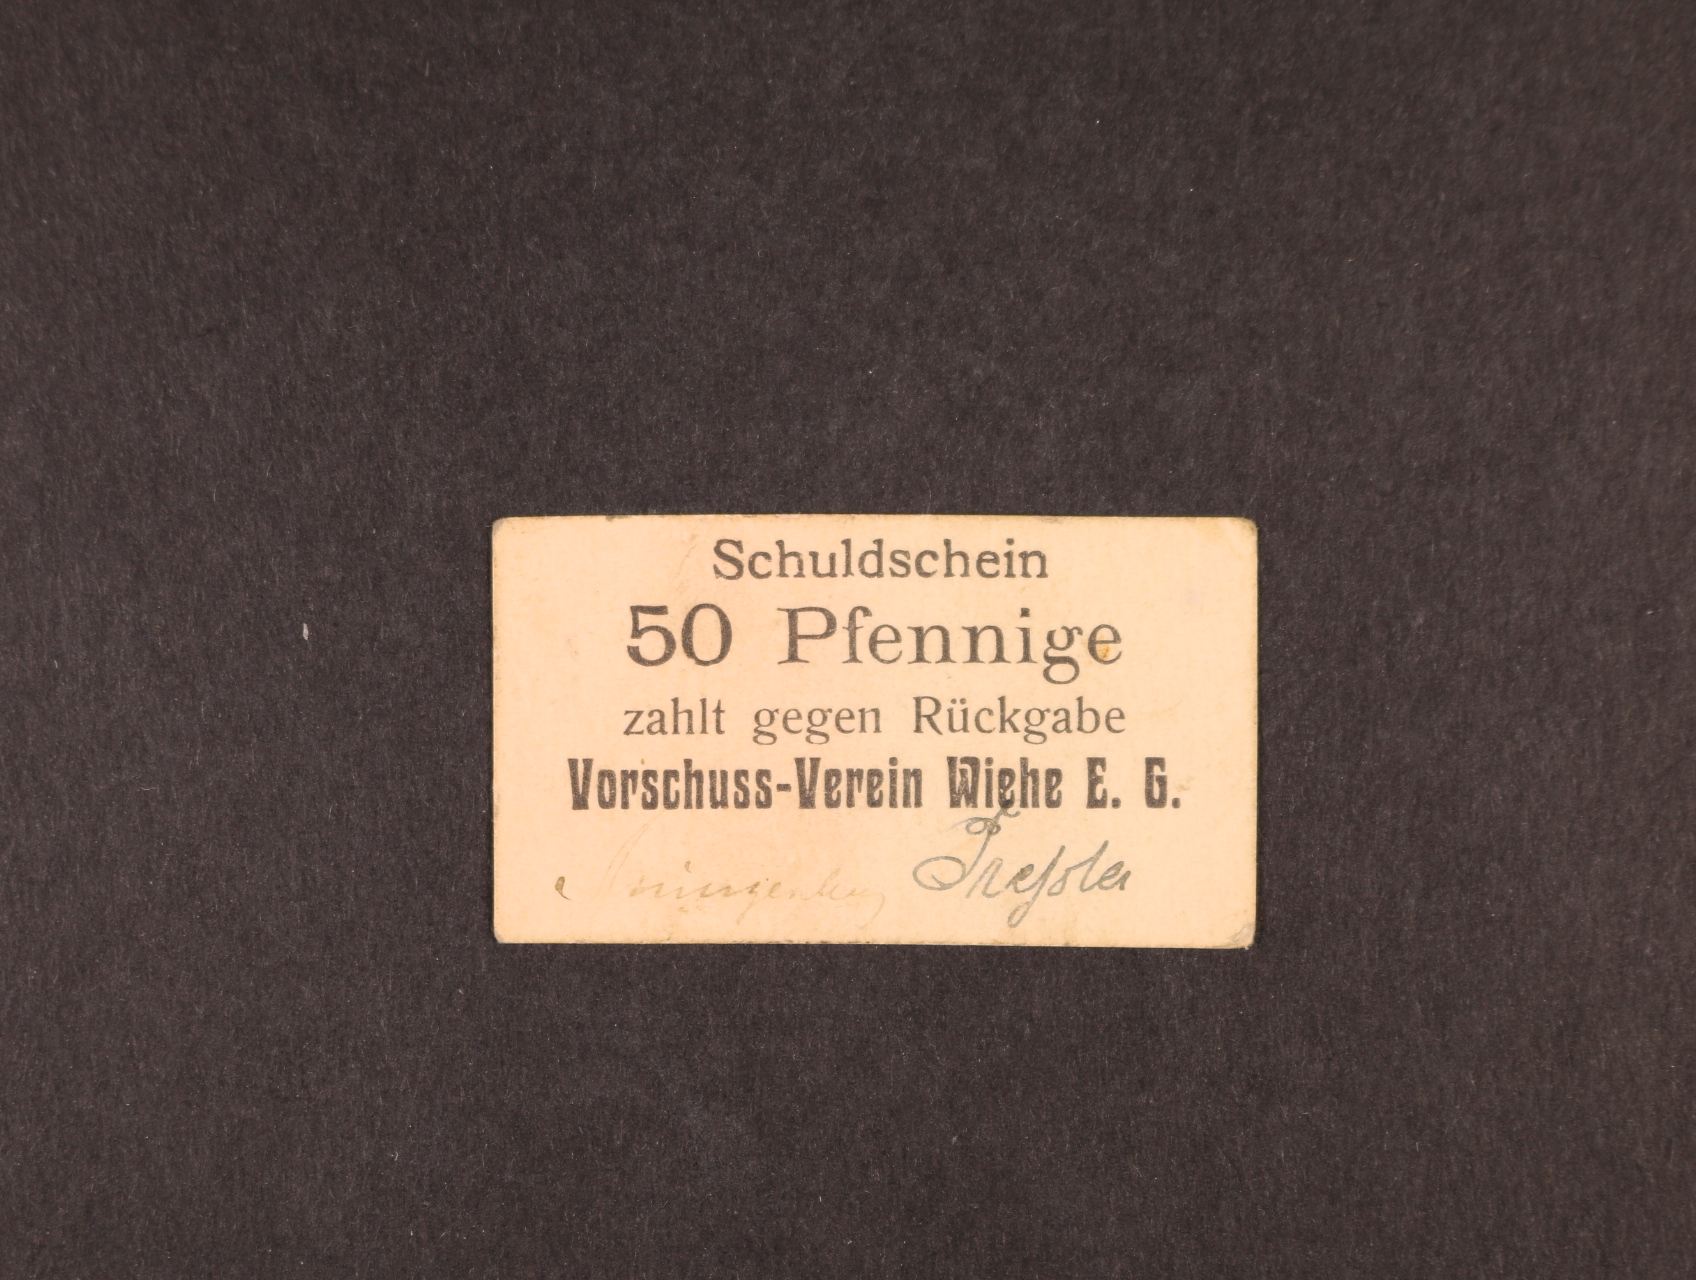 Schuldschein
50 Pfennige
zahlt gegen Rückgabe
Vorschuss-Verein Wiehe E. G.